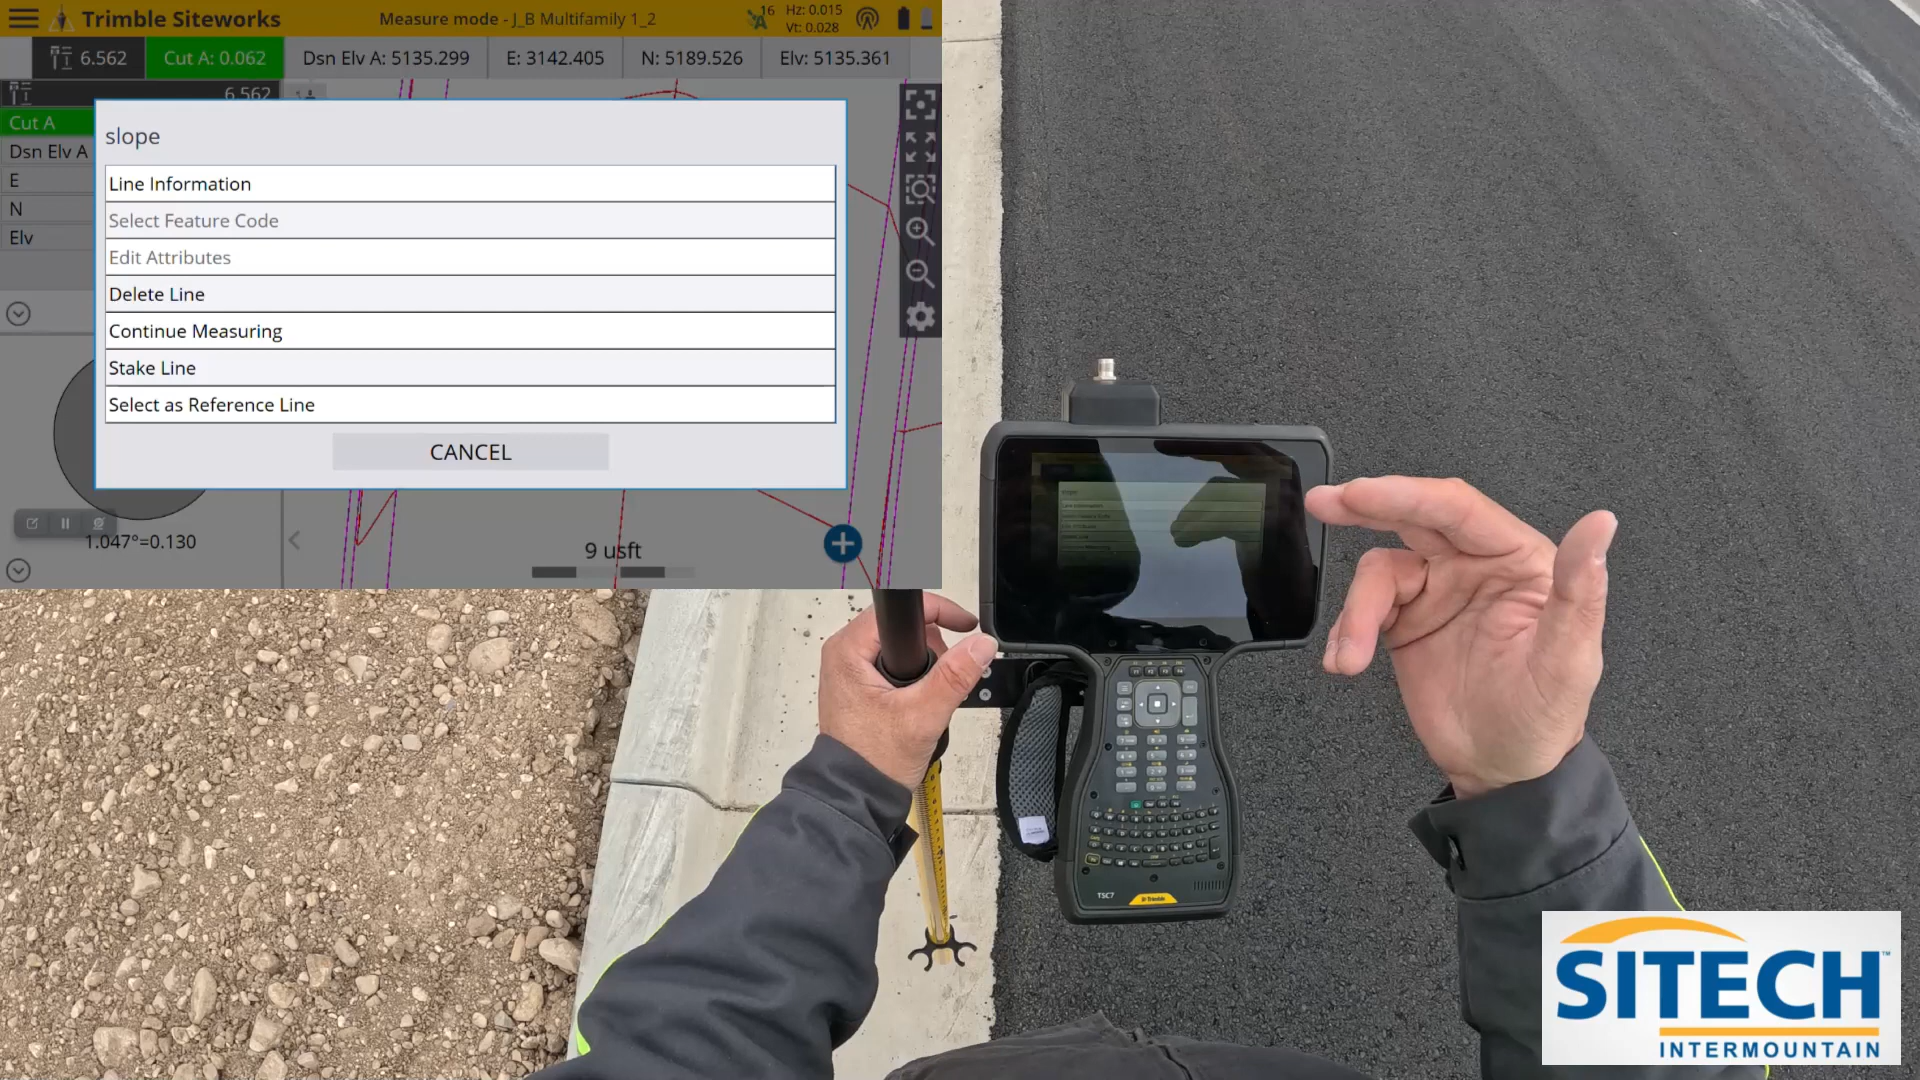 Trimble Siteworks
Measure mode - J_B Multifamily 1_2
16
Hz: 0.015
Vt: 0.028
6.562
Cut A: 0.062
Dsn Elv A: 5135.299
E: 3142.405
N: 5189.526
Elv: 5135.361
6.562
Cut A
Dsn Elv A
E
N
Elv
slope
Line Information
Select Feature Code
Edit Attributes
Delete Line
Continue Measuring
Stake Line
Select as Reference Line
CANCEL
1.047°=0.130
9 usft
TSC7
Trimble
SITECH™
INTERMOUNTAIN